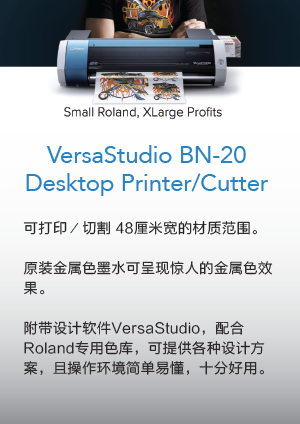 Small Roland, XLarge Profits
VersaStudio BN-20
Desktop Printer/Cutter
可打印／切割 48厘米宽的材质范围。
原装金属色墨水可呈现惊人的金属色效
果。
附带设计软件VersaStudio，配合
Roland专用色库，可提供各种设计方
案，且操作环境简单易懂，十分好用。